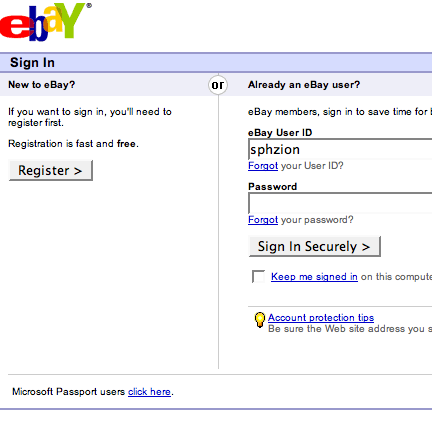 ebaY®
Sign In
New to eBay?
or
Already an eBay user?
If you want to sign in, you'll need to
register first.
Registration is fast and free.
Register >
eBay members, sign in to save time for
eBay User ID
sphzion
Forgot your User ID?
Password
Forgot your password?
Sign In Securely >
Keep me signed in on this compute
Account protection tips
Be sure the Web site address you s
Microsoft Passport users click here.